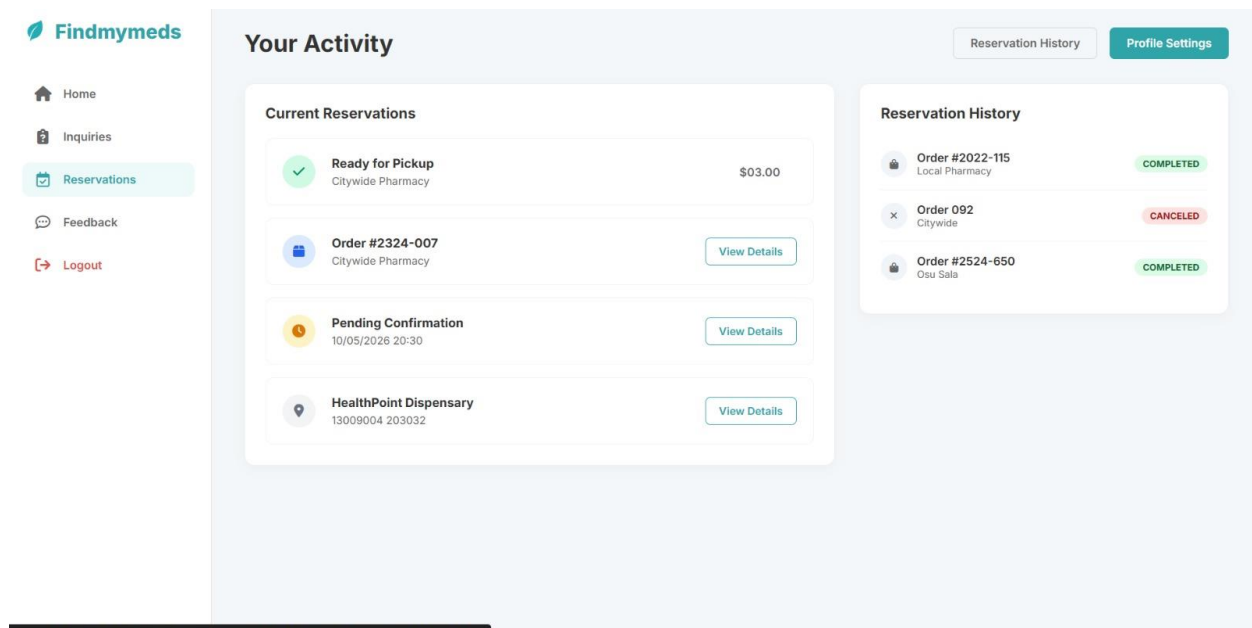 Findmymeds
Home
Inquiries
Reservations
Feedback
Logout
Your Activity
Reservation History
Profile Settings
Current Reservations
Ready for Pickup
Citywide Pharmacy
$03.00
Order #2324-007
Citywide Pharmacy
View Details
Pending Confirmation
10/05/2026 20:30
View Details
HealthPoint Dispensary
13009004 203032
View Details
Reservation History
Order #2022-115
Local Pharmacy
COMPLETED
Order 092
Citywide
CANCELED
Order #2524-650
Osu Sala
COMPLETED